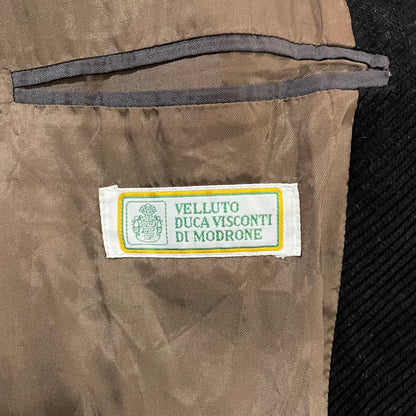 VELLUTO
DUCA VISCONTI
DI MODRONE